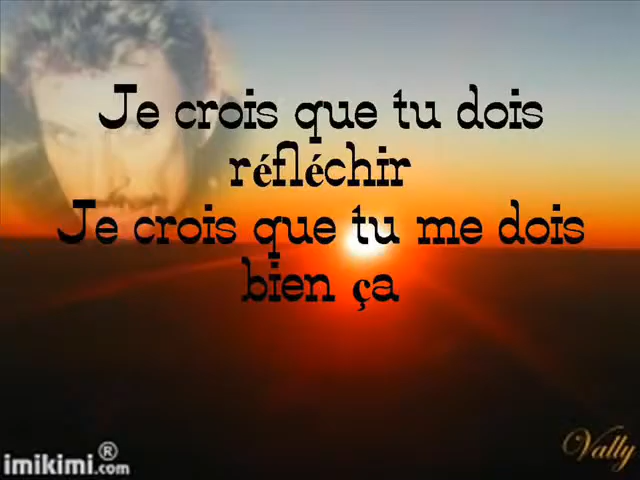 Je crois que tu dois
réfléchir
Je crois que tu me dois
bien ça
Vally
imikimi.com®